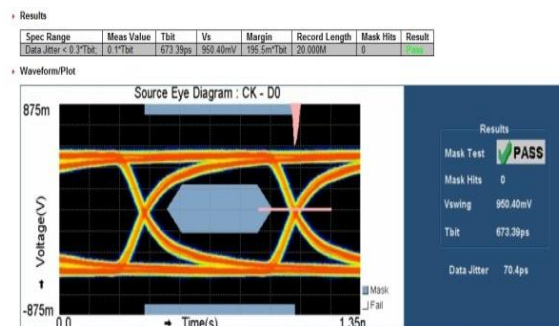 Results
Spec Range Meas Value Tbit Vs Margin Record Length Mask Hits Result
Data Jitter < 0.3*Tbit; 0.1*Tbit 673.39ps 950.40mV 195.5m*Tbit 20.000M 0 Pass
Waveform/Plot
Source Eye Diagram : CK - D0
875m
Voltage(V)
-875m
0.0
Time(s)
1.35n
Mask
Fail
Results
Mask Test PASS
Mask Hits 0
Vswing 950.40mV
Tbit 673.39ps
Data Jitter 70.4ps